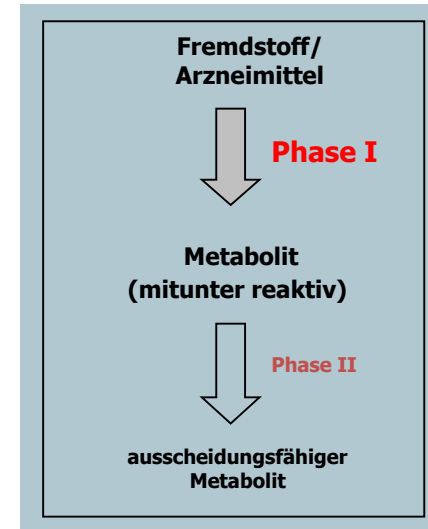 Fremdstoff/
Arzneimittel
Phase I
Metabolit
(mitunter reaktiv)
Phase II
ausscheidungsfähiger
Metabolit